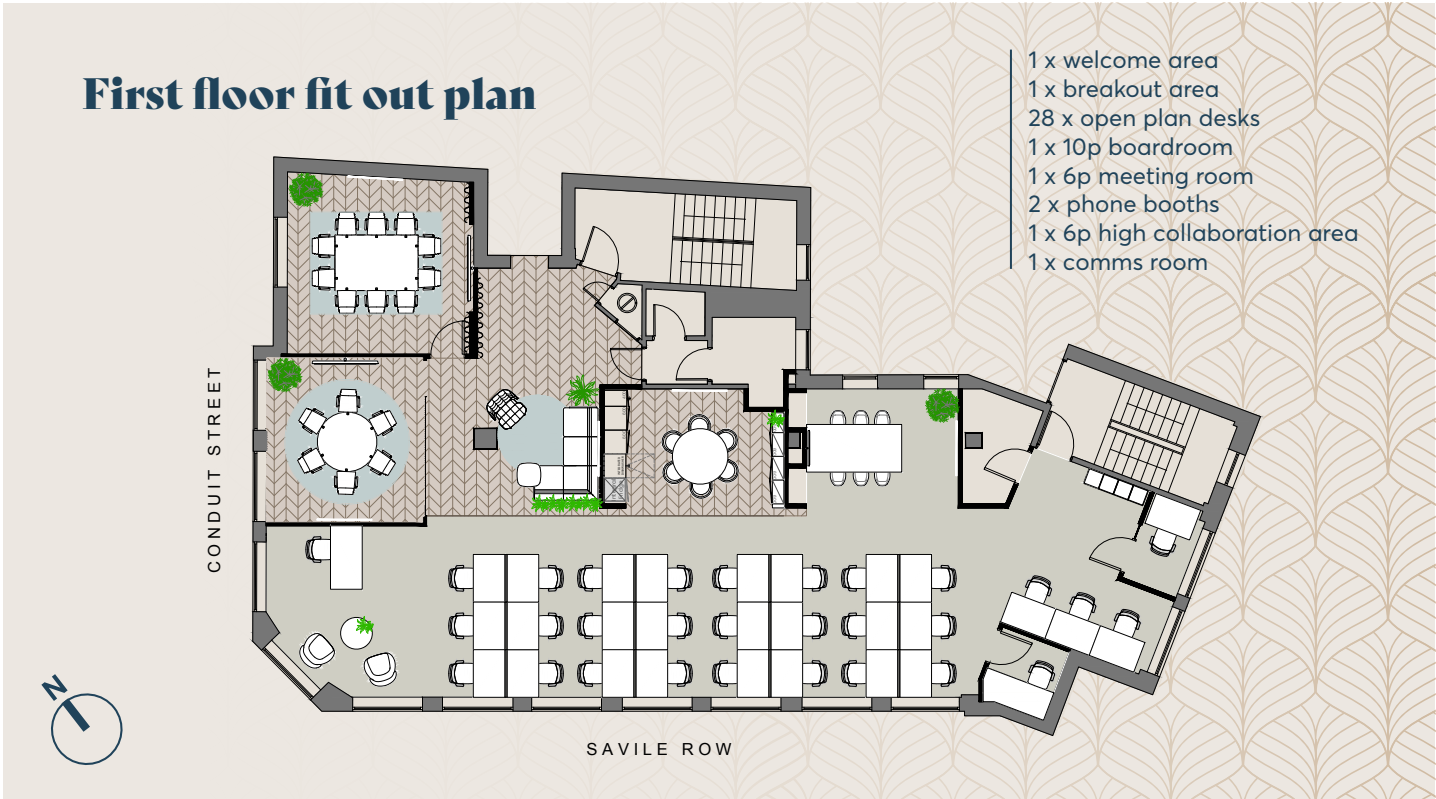 First floor fit out plan
1 x welcome area
1 x breakout area
28 x open plan desks
1 x 10p boardroom
1 x 6p meeting room
2 x phone booths
1 x 6p high collaboration area
1 x comms room
CONDUIT STREET
SAVILE ROW
N